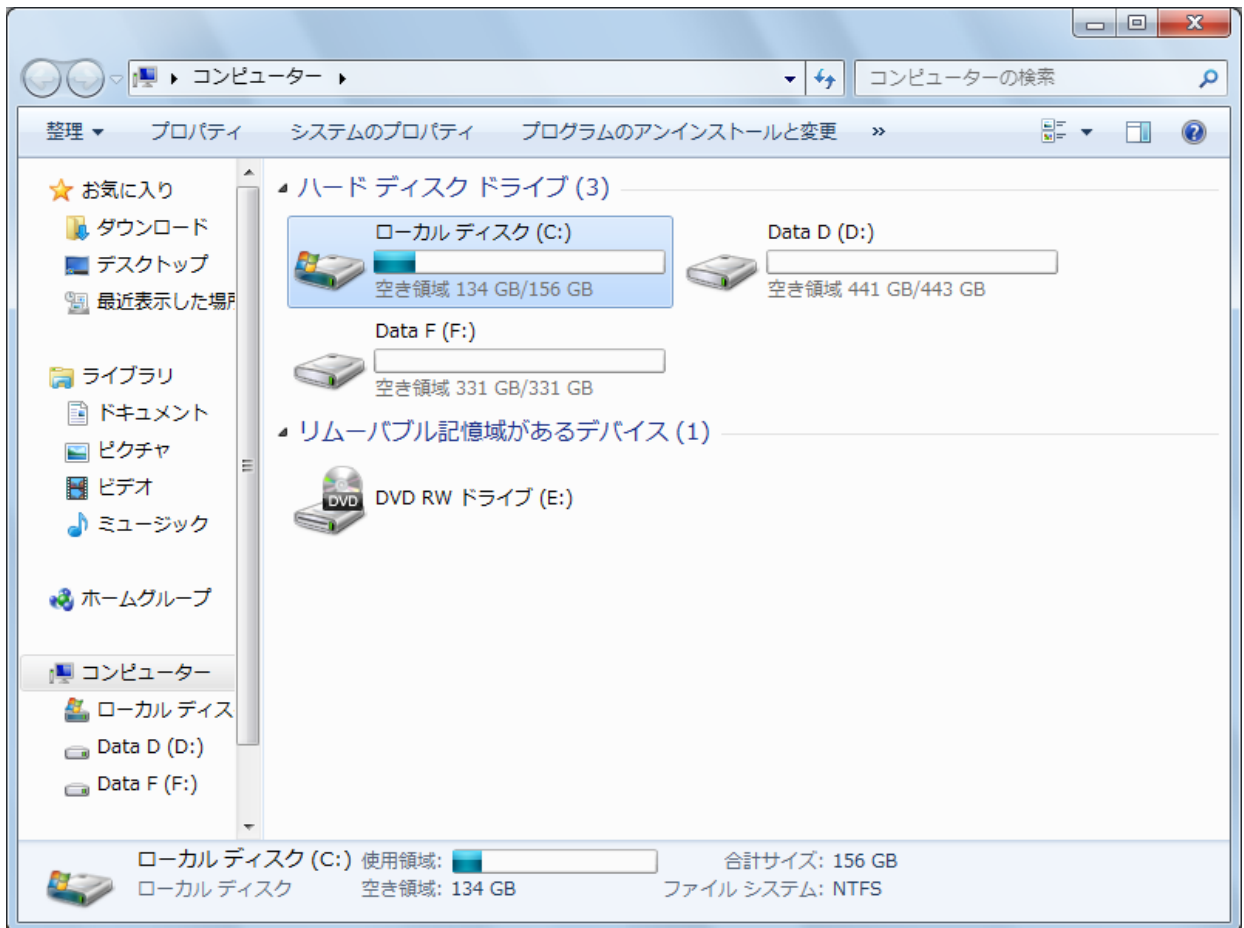 コンピューター
コンピューターの検索
整理 プロパティ システムのプロパティ プログラムのアンインストールと変更 »
お気に入り
ダウンロード
デスクトップ
最近表示した場所
ライブラリ
ドキュメント
ピクチャ
ビデオ
ミュージック
ホームグループ
コンピューター
ローカル ディス
Data D (D:)
Data F (F:)
ハード ディスク ドライブ (3)
ローカル ディスク (C:)
空き領域 134 GB/156 GB
Data D (D:)
空き領域 441 GB/443 GB
Data F (F:)
空き領域 331 GB/331 GB
リムーバブル記憶域があるデバイス (1)
DVD
DVD RW ドライブ (E:)
ローカル ディスク (C:) 使用領域: 合計サイズ: 156 GB
ローカル ディスク 空き領域: 134 GB ファイル システム: NTFS